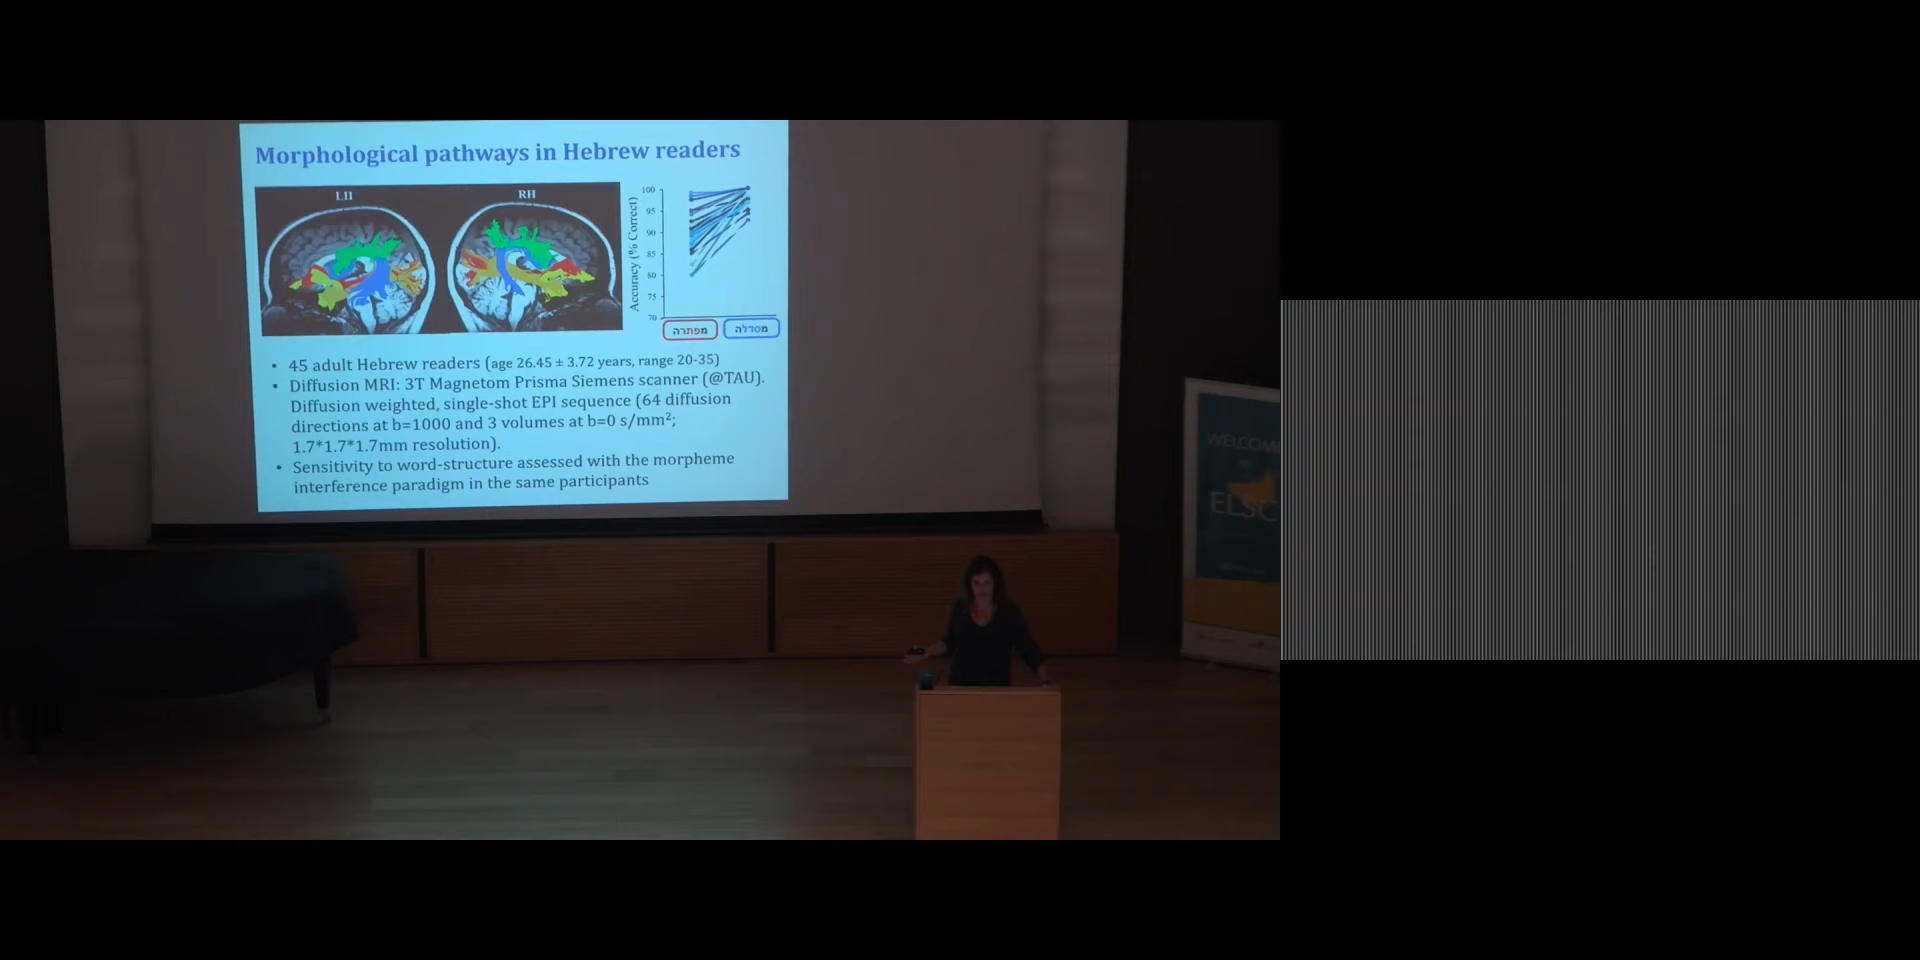 Morphological pathways in Hebrew readers
LH
RH
Accuracy (% Correct)
100
95
90
85
80
75
70
מפתרה
מסדלה
• 45 adult Hebrew readers (age 26.45 ± 3.72 years, range 20-35)
• Diffusion MRI: 3T Magnetom Prisma Siemens scanner (@TAU).
Diffusion weighted, single-shot EPI sequence (64 diffusion
directions at b=1000 and 3 volumes at b=0 s/mm²;
1.7*1.7*1.7mm resolution).
• Sensitivity to word-structure assessed with the morpheme
interference paradigm in the same participants
WELCOME
TO
ELSC